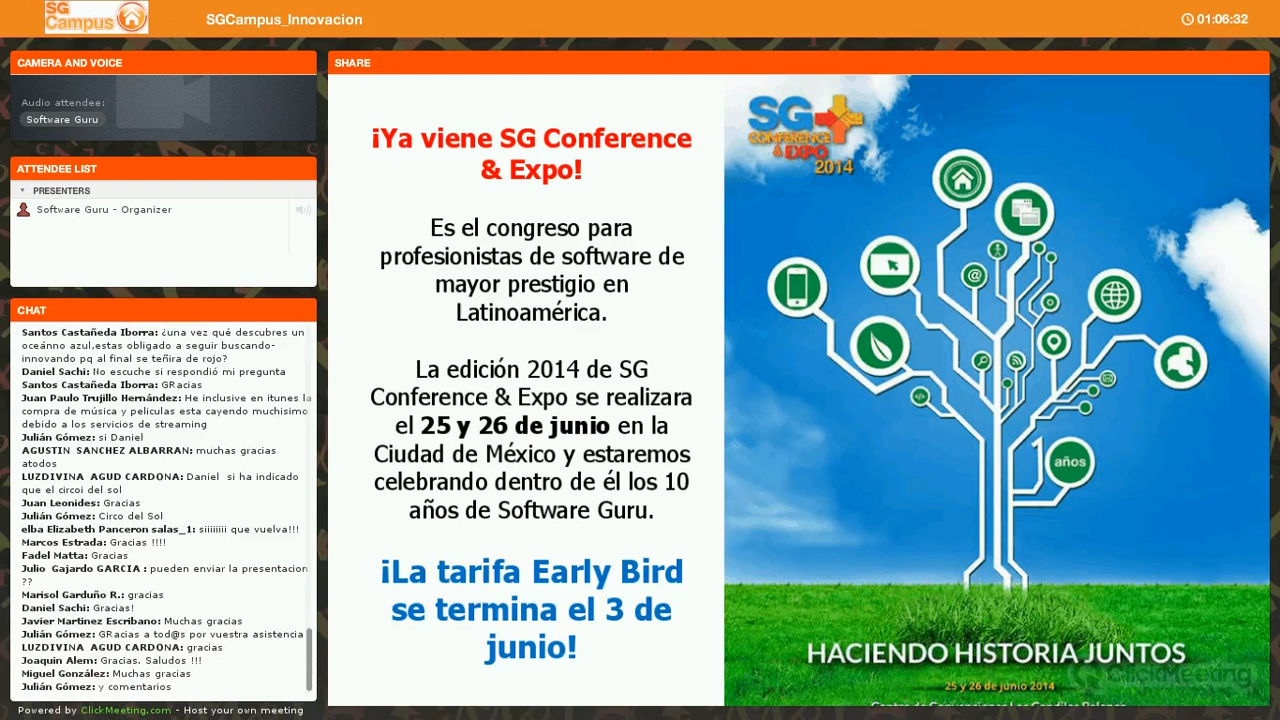 SG
Campus
SGCampus_Innovacion
01:06:32
CAMERA AND VOICE
Audio attendee:
Software Guru
ATTENDEE LIST
PRESENTERS
Software Guru - Organizer
CHAT
Santos Castañeda Iborra: ¿una vez qué descubres un
oceánno azul,estas obligado a seguir buscando-
innovando pq al final se teñira de rojo?
Daniel Sachi: No escuche si respondió mi pregunta
Santos Castañeda Iborra: GRacias
Juan Paulo Trujillo Hernández: He inclusive en itunes la
compra de música y peliculas esta cayendo muchisimo
debido a los servicios de streaming
Julián Gómez: si Daniel
AGUSTIN SANCHEZ ALBARRAN: muchas gracias
atodos
LUZDIVINA AGUD CARDONA: Daniel si ha indicado
que el circoi del sol
Juan Leonides: Gracias
Julián Gómez: Circo del Sol
elba Elizabeth Panceron salas_1: siiiiiiii que vuelva!!!
Marcos Estrada: Gracias !!!!
Fadel Matta: Gracias
Julio Gajardo GARCIA : pueden enviar la presentacion
??
Marisol Garduño R.: gracias
Daniel Sachi: Gracias!
Javier Martínez Escribano: Muchas gracias
Julián Gómez: GRacias a tod@s por vuestra asistencia
LUZDIVINA AGUD CARDONA: gracias
Joaquin Alem: Gracias. Saludos !!!
Miguel González: Muchas gracias
Julián Gómez: y comentarios
Powered by ClickMeeting.com - Host your own meeting
SHARE
¡Ya viene SG Conference
& Expo!
Es el congreso para
profesionistas de software de
mayor prestigio en
Latinoamérica.
La edición 2014 de SG
Conference & Expo se realizara
el 25 y 26 de junio en la
Ciudad de México y estaremos
celebrando dentro de él los 10
años de Software Guru.
¡La tarifa Early Bird
se termina el 3 de
junio!
SG
CONFERENCE
& EXPO
2014
@
</>
10 años
HACIENDO HISTORIA JUNTOS
25 y 26 de junio 2014
ClickMeeting